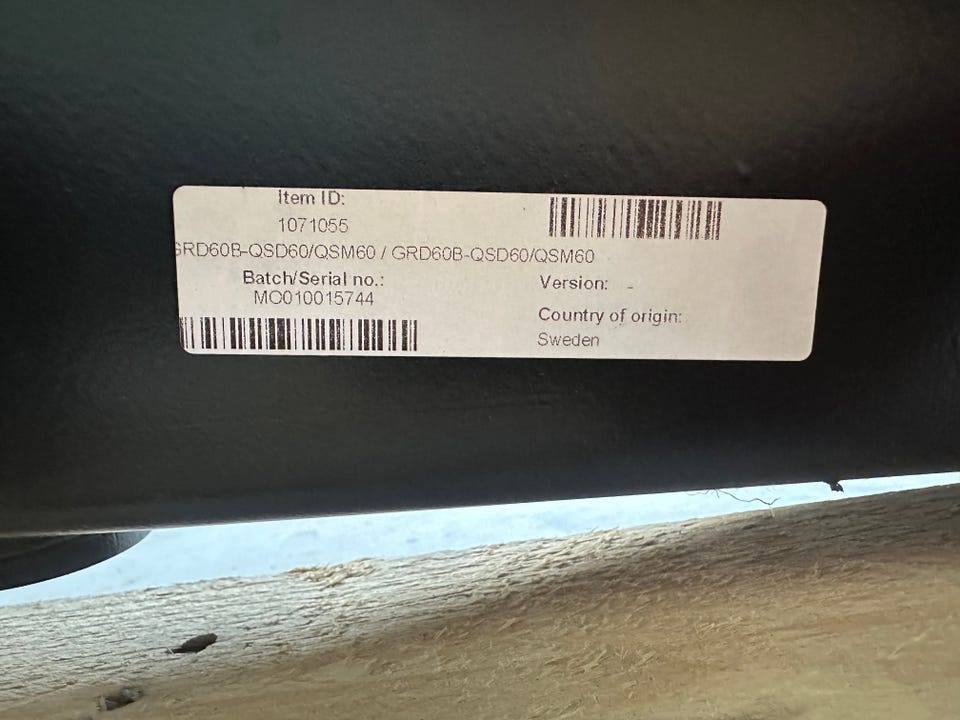 Item ID:
1071055
GRD60B-QSD60/QSM60 / GRD60B-QSD60/QSM60
Batch/Serial no.:
MO010015744
Version: -
Country of origin:
Sweden